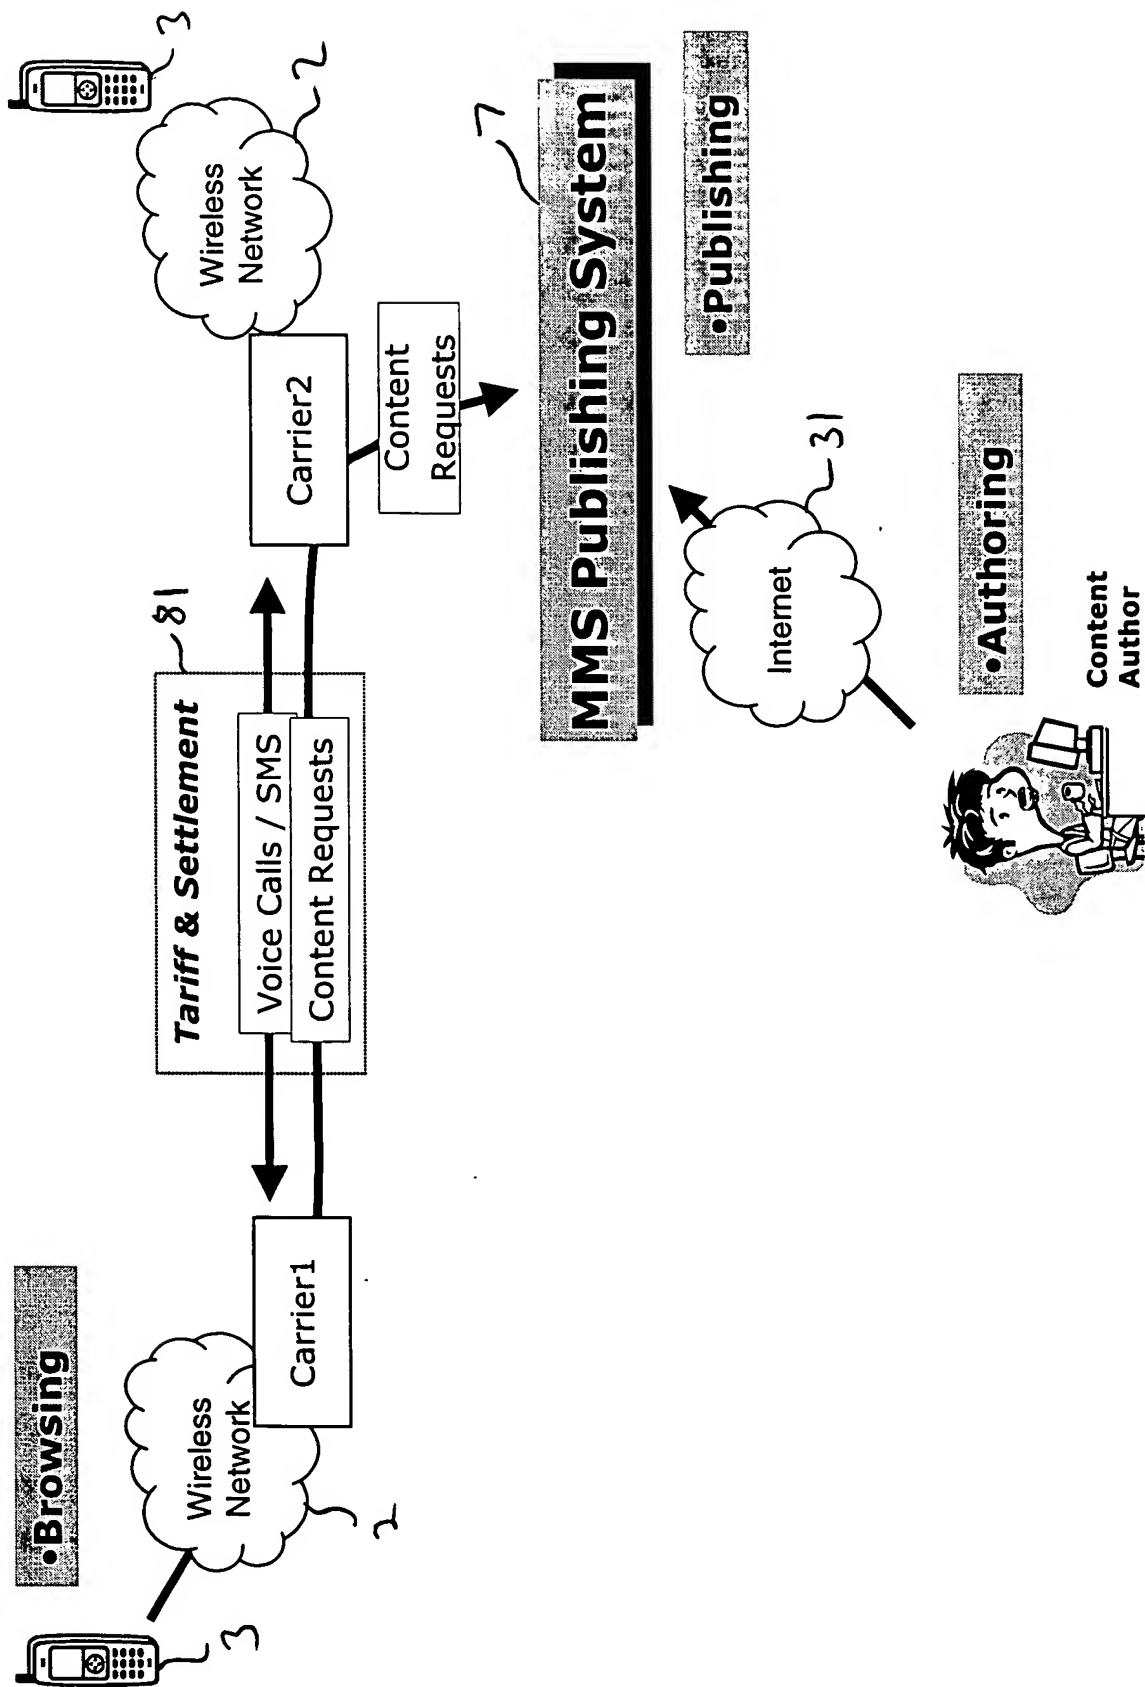 •Browsing
3
Wireless
Network
2
Carrier1
Tariff & Settlement
81
Voice Calls / SMS
Content Requests
Carrier2
Wireless
Network
2
3
Content
Requests
MMS Publishing System
7
•Publishing
Internet
31
•Authoring
Content
Author